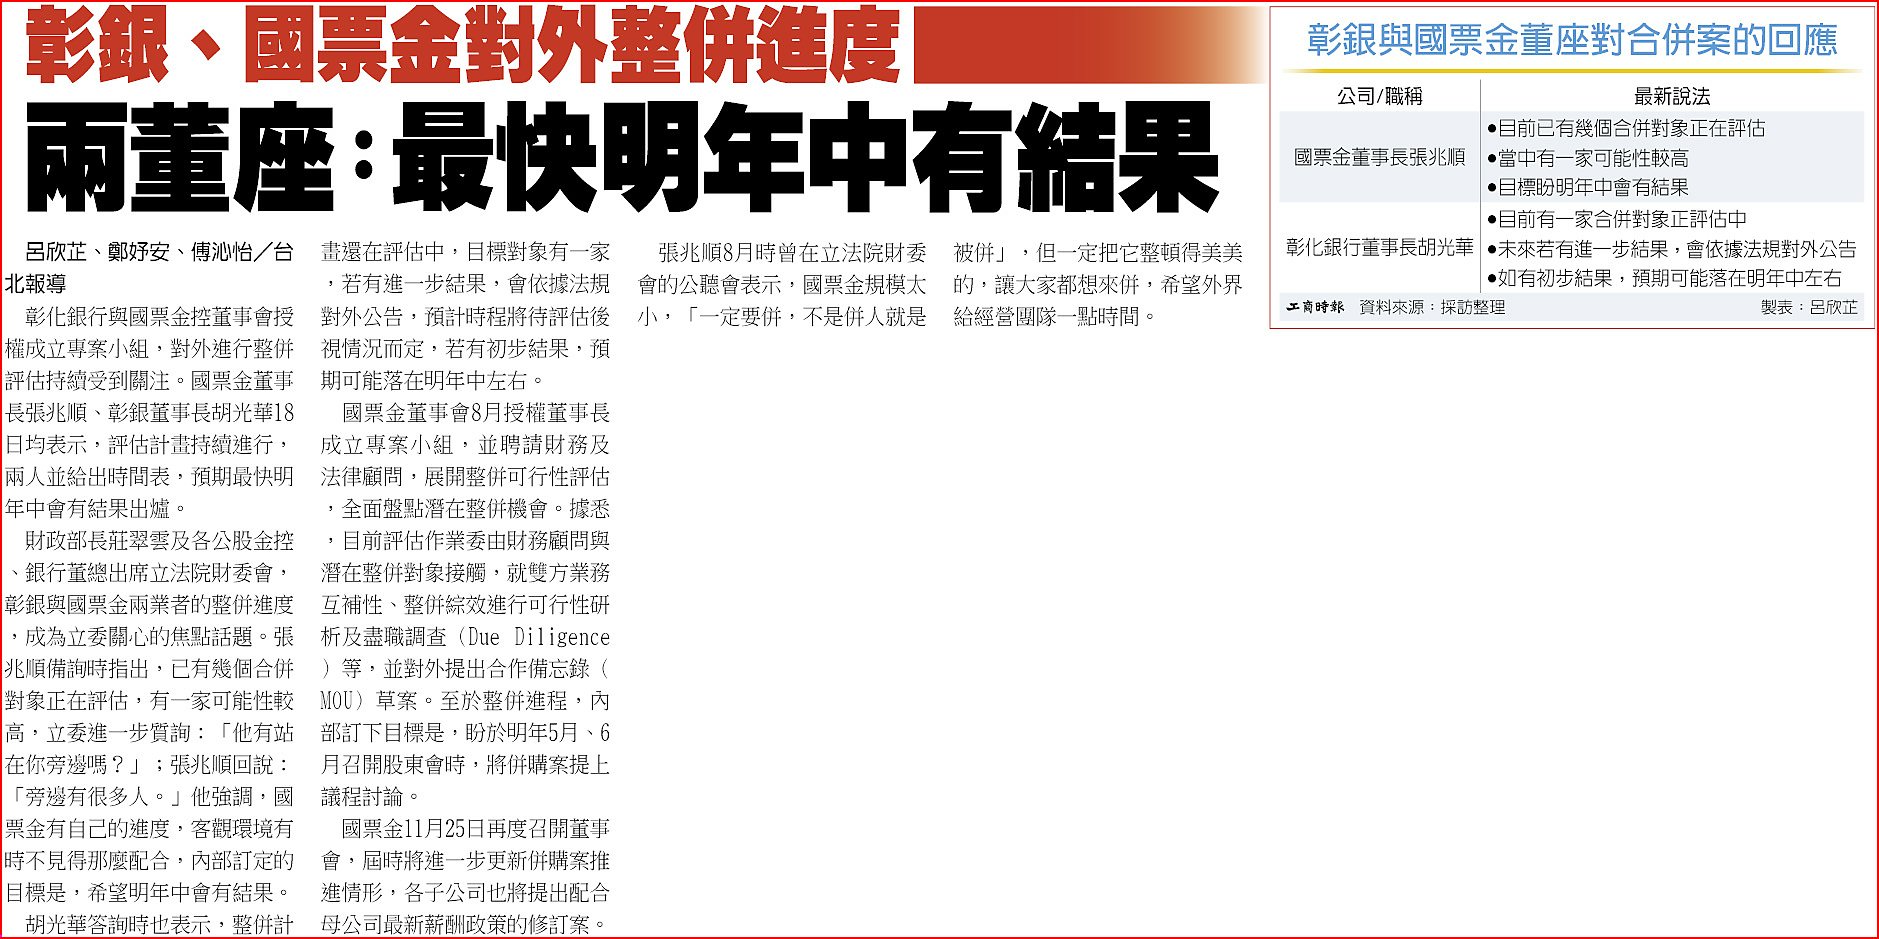 彰銀、國票金對外整併進度
兩董座：最快明年中有結果
呂欣芷、鄭妤安、傅沁怡／台
北報導
彰化銀行與國票金控董事會授
權成立專案小組，對外進行整併
評估持續受到關注。國票金董事
長張兆順、彰銀董事長胡光華18
日均表示，評估計畫持續進行，
兩人並給出時間表，預期最快明
年中會有結果出爐。
財政部長莊翠雲及各公股金控
、銀行董總出席立法院財委會，
彰銀與國票金兩業者的整併進度
，成為立委關心的焦點話題。張
兆順備詢時指出，已有幾個合併
對象正在評估，有一家可能性較
高，立委進一步質詢：「他有站
在你旁邊嗎？」；張兆順回說：
「旁邊有很多人。」他強調，國
票金有自己的進度，客觀環境有
時不見得那麼配合，內部訂定的
目標是，希望明年中會有結果。
胡光華答詢時也表示，整併計
畫還在評估中，目標對象有一家
，若有進一步結果，會依據法規
對外公告，預計時程將待評估後
視情況而定，若有初步結果，預
期可能落在明年中左右。
國票金董事會8月授權董事長
成立專案小組，並聘請財務及
法律顧問，展開整併可行性評估
，全面盤點潛在整併機會。據悉
，目前評估作業委由財務顧問與
潛在整併對象接觸，就雙方業務
互補性、整併綜效進行可行性研
析及盡職調查（Due Diligence
）等，並對外提出合作備忘錄（
MOU）草案。至於整併進程，內
部訂下目標是，盼於明年5月、6
月召開股東會時，將併購案提上
議程討論。
國票金11月25日再度召開董事
會，屆時將進一步更新併購案推
進情形，各子公司也將提出配合
母公司最新薪酬政策的修訂案。
張兆順8月時曾在立法院財委
會的公聽會表示，國票金規模太
小，「一定要併，不是併人就是
被併」，但一定把它整頓得美美
的，讓大家都想來併，希望外界
給經營團隊一點時間。
彰銀與國票金董座對合併案的回應
公司/職稱 最新說法
國票金董事長張兆順
●目前已有幾個合併對象正在評估
●當中有一家可能性較高
●目標盼明年中會有結果
彰化銀行董事長胡光華
●目前有一家合併對象正評估中
●未來若有進一步結果，會依據法規對外公告
●如有初步結果，預期可能落在明年中左右
工商時報 資料來源：採訪整理 製表：呂欣芷